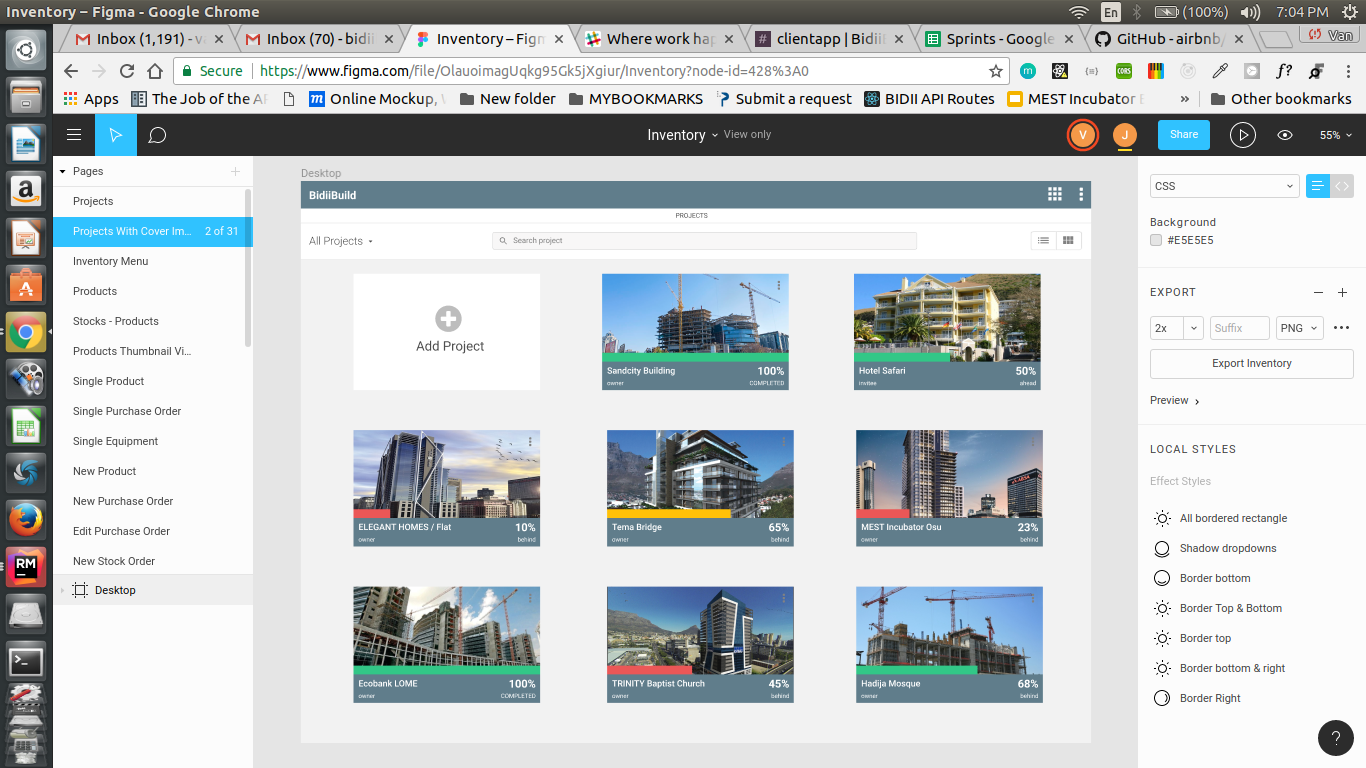 Inventory – Figma - Google Chrome
En (100%) 7:04 PM
Inbox (1,191) - v
Inbox (70) - bidii
Inventory – Figm
Where work hap
clientapp | Bidii
Sprints - Google
GitHub - airbnb/
Van
Secure https://www.figma.com/file/OlauoimagUqkg95Gk5jXgiur/Inventory?node-id=428%3A0
CORS
f?
Apps
The Job of the AP
Online Mockup, W
New folder
MYBOOKMARKS
Submit a request
BIDII API Routes
MEST Incubator E
»
Other bookmarks
Inventory View only
V
J
Share
55%
Pages
Projects
Projects With Cover Im... 2 of 31
Inventory Menu
Products
Stocks - Products
Products Thumbnail Vi...
Single Product
Single Purchase Order
Single Equipment
New Product
New Purchase Order
Edit Purchase Order
New Stock Order
Desktop
Desktop
BidiiBuild
PROJECTS
All Projects
Search project
Add Project
Sandcity Building 100%
owner COMPLETED
Hotel Safari 50%
invitee ahead
ELEGANT HOMES / Flat 10%
owner behind
Tema Bridge 65%
owner behind
MEST Incubator Osu 23%
owner behind
Ecobank LOME 100%
owner COMPLETED
TRINITY Baptist Church 45%
owner behind
Hadija Mosque 68%
owner behind
CSS
Background
#E5E5E5
EXPORT
2x Suffix PNG
Export Inventory
Preview
LOCAL STYLES
Effect Styles
All bordered rectangle
Shadow dropdowns
Border bottom
Border Top & Bottom
Border top
Border bottom & right
Border Right
?
RM